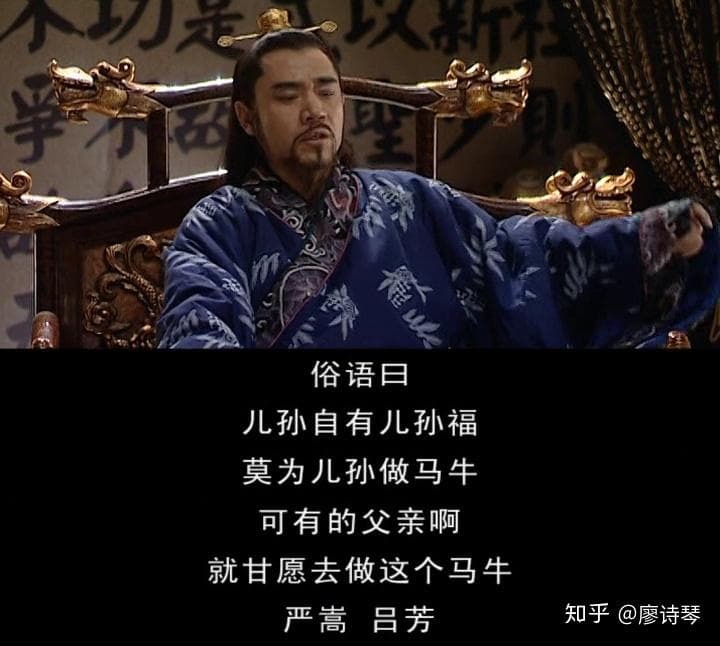 俗语曰
儿孙自有儿孙福
莫为儿孙做马牛
可有的父亲啊
就甘愿去做这个马牛
严嵩 吕芳
知乎 @廖诗琴